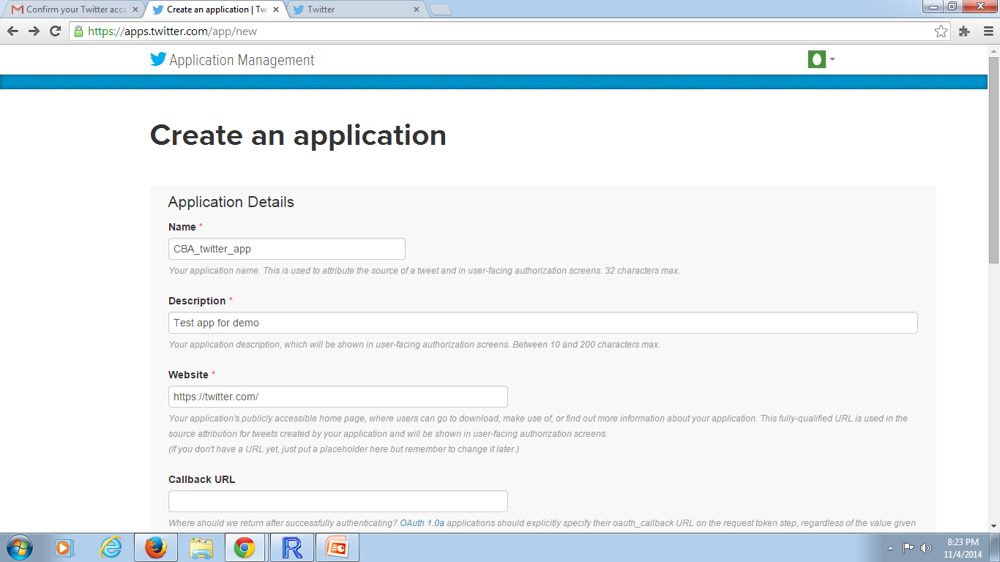 Confirm your Twitter acco
Create an application | Tw
Twitter
https://apps.twitter.com/app/new
Application Management
Create an application
Application Details
Name *
CBA_twitter_app
Your application name. This is used to attribute the source of a tweet and in user-facing authorization screens. 32 characters max.
Description *
Test app for demo
Your application description, which will be shown in user-facing authorization screens. Between 10 and 200 characters max.
Website *
https://twitter.com/
Your application's publicly accessible home page, where users can go to download, make use of, or find out more information about your application. This fully-qualified URL is used in the
source attribution for tweets created by your application and will be shown in user-facing authorization screens.
(If you don't have a URL yet, just put a placeholder here but remember to change it later.)
Callback URL
Where should we return after successfully authenticating? OAuth 1.0a applications should explicitly specify their oauth_callback URL on the request token step, regardless of the value given
R
8:23 PM
11/4/2014